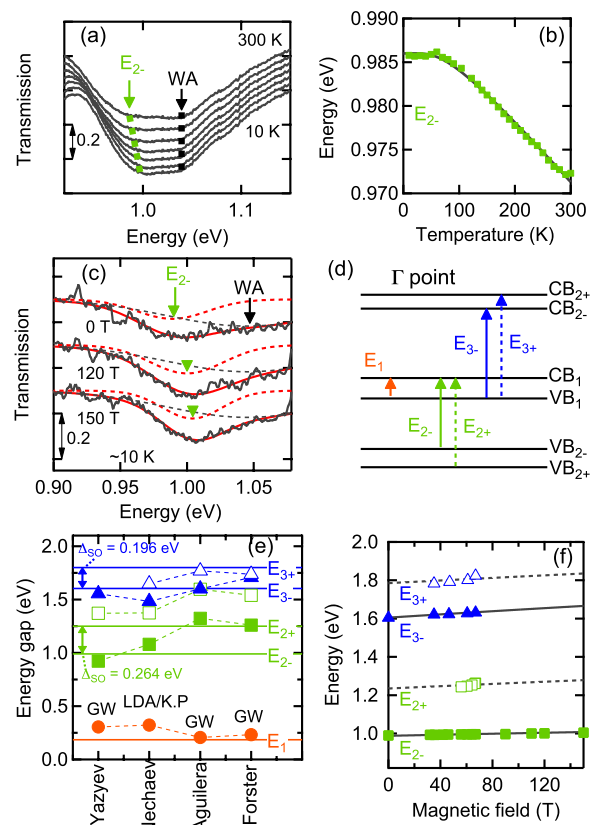 (a)
300 K
E2-
WA
0.2
10 K
Transmission
1.0
1.1
Energy (eV)
(b)
0.990
0.985
0.975
0.970
Energy (eV)
E2-
0
100
200
300
Temperature (K)
(c)
E2-
WA
0 T
120 T
150 T
0.2
~10 K
Transmission
0.90
0.95
1.00
1.05
Energy (eV)
(d)
Γ point
CB2+
CB2-
E3-
E3+
E1
CB1
VB1
E2-
E2+
VB2-
VB2+
(e)
ΔSO = 0.196 eV
2.0
1.5
1.0
0.5
0.0
Energy gap (eV)
E3+
E3-
E2+
E2-
ΔSO = 0.264 eV
LDA/K.P
GW
GW
GW
E1
Yazyev
Nechaev
Aguilera
Forster
(f)
2.0
1.8
1.6
1.4
1.2
1.0
Energy (eV)
E3+
E3-
E2+
E2-
0
40
80
120
Magnetic field (T)